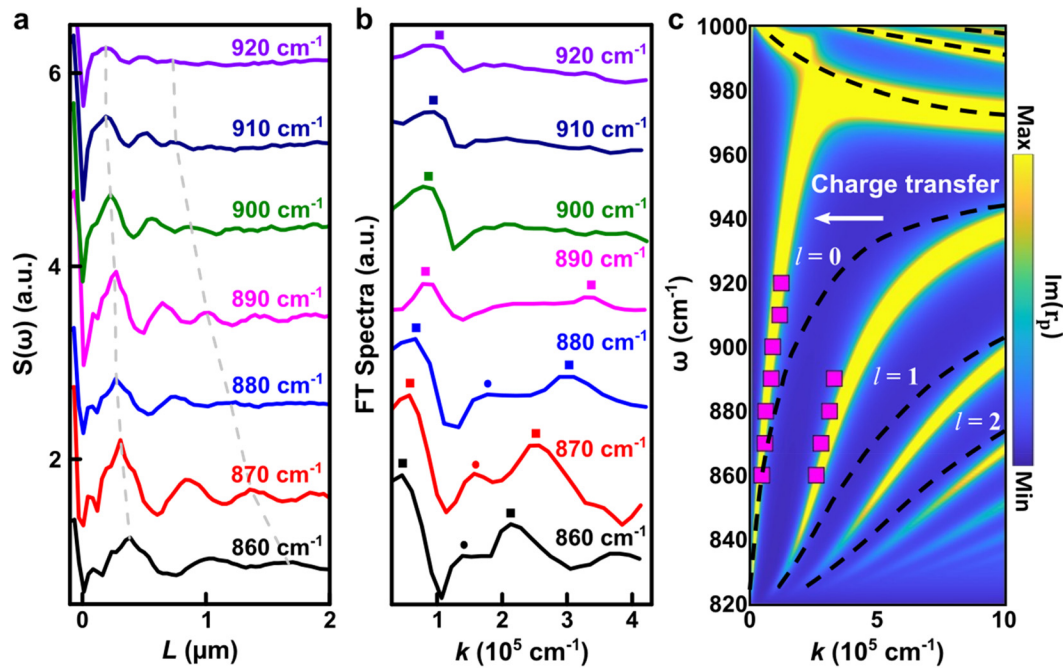 a
S(ω) (a.u.)
6
4
2
920 cm⁻¹
910 cm⁻¹
900 cm⁻¹
890 cm⁻¹
880 cm⁻¹
870 cm⁻¹
860 cm⁻¹
0 1 2
L (μm)
b
FT Spectra (a.u.)
920 cm⁻¹
910 cm⁻¹
900 cm⁻¹
890 cm⁻¹
880 cm⁻¹
870 cm⁻¹
860 cm⁻¹
1 2 3 4
k (10⁵ cm⁻¹)
c
ω (cm⁻¹)
1000
980
960
940
920
900
880
860
840
820
Charge transfer
l = 0
l = 1
l = 2
0 5 10
k (10⁵ cm⁻¹)
Max
Im(rₚ)
Min